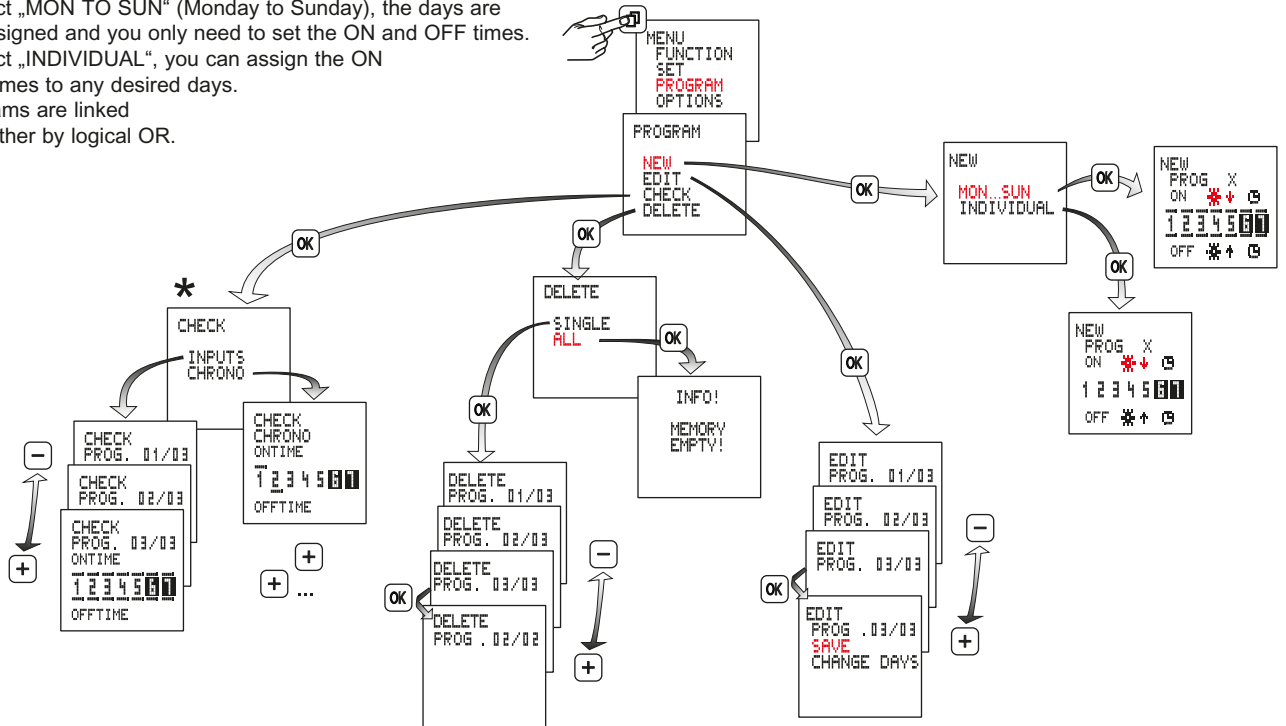 ct „MON TO SUN“ (Monday to Sunday), the days are
signed and you only need to set the ON and OFF times.
ct „INDIVIDUAL“, you can assign the ON
mes to any desired days.
ams are linked
ther by logical OR.
MENU
FUNCTION
SET
PROGRAM
OPTIONS
PROGRAM
NEW
EDIT
CHECK
DELETE
OK
NEW
MON...SUN
INDIVIDUAL
OK
NEW
PROG X
ON
1 2 3 4 5 6 7
OFF
OK
NEW
PROG X
ON
1 2 3 4 5 6 7
OFF
OK
*
CHECK
INPUTS
CHRONO
CHECK
PROG. 01/03
CHECK
PROG. 02/03
CHECK
PROG. 03/03
ONTIME
1 2 3 4 5 6 7
OFFTIME
−
+
CHECK
CHRONO
ONTIME
1 2 3 4 5 6 7
OFFTIME
+
+ ...
OK
DELETE
SINGLE
ALL
OK
INFO!
MEMORY
EMPTY!
OK
DELETE
PROG. 01/03
DELETE
PROG. 02/03
DELETE
PROG. 03/03
OK
DELETE
PROG . 02/02
−
+
OK
EDIT
PROG. 01/03
EDIT
PROG. 02/03
EDIT
PROG. 03/03
OK
EDIT
PROG .03/03
SAVE
CHANGE DAYS
−
+